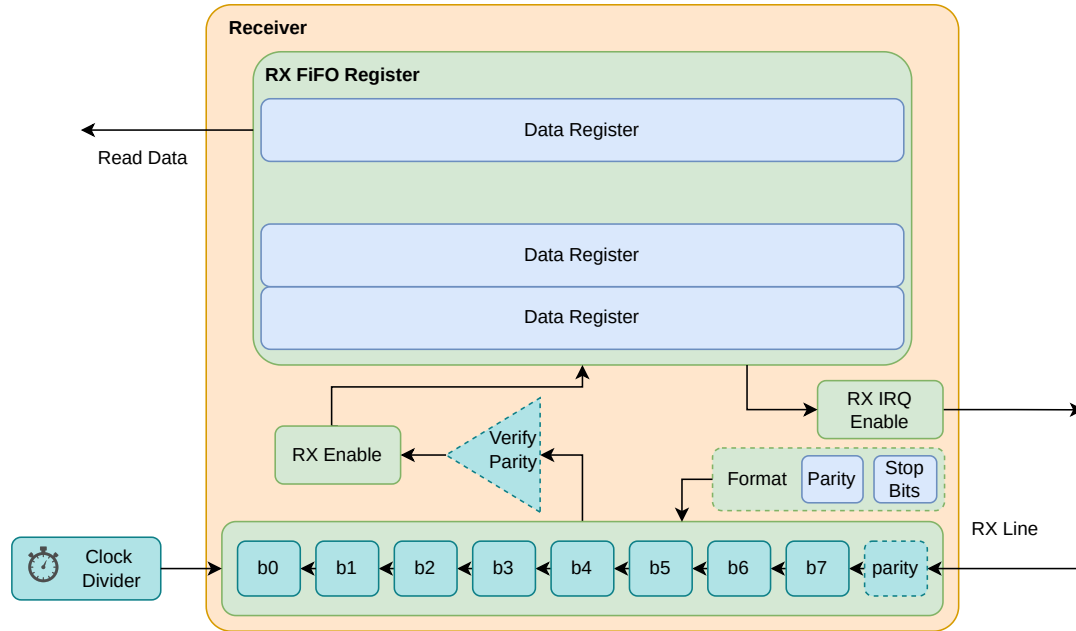 Receiver
RX FiFO Register
Data Register
Read Data
Data Register
Data Register
RX IRQ
Enable
Verify
Parity
RX Enable
Format
Parity
Stop
Bits
RX Line
Clock
Divider
b0
b1
b2
b3
b4
b5
b6
b7
parity